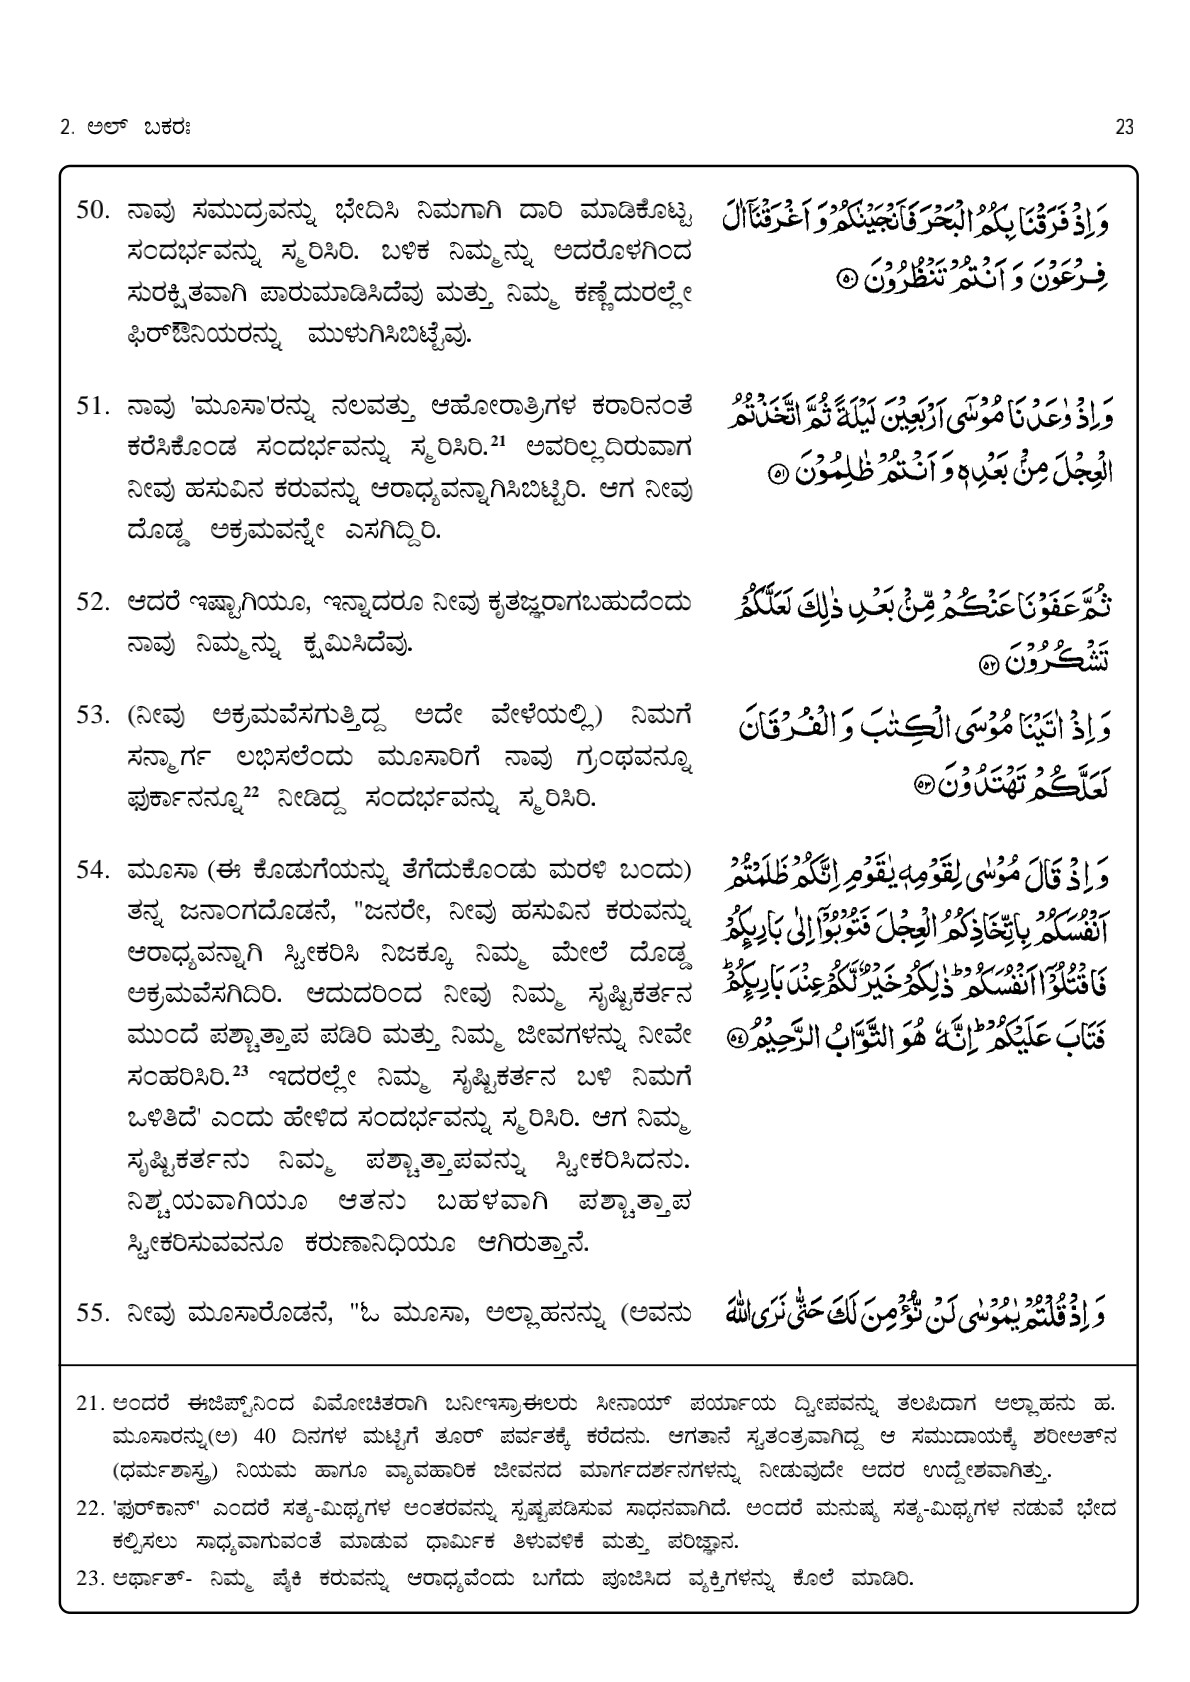 2. ಅಲ್ ಬಕರಃ
23
50. ನಾವು ಸಮುದ್ರವನ್ನು ಭೇದಿಸಿ ನಿಮಗಾಗಿ ದಾರಿ ಮಾಡಿಕೊಟ್ಟ
ಸಂದರ್ಭವನ್ನು ಸ್ಮರಿಸಿರಿ. ಬಳಿಕ ನಿಮ್ಮನ್ನು ಅದರೊಳಗಿಂದ
ಸುರಕ್ಷಿತವಾಗಿ ಪಾರುಮಾಡಿಸಿದೆವು ಮತ್ತು ನಿಮ್ಮ ಕಣ್ಣೆದುರಲ್ಲೇ
ಫಿರ್ಔನಿಯರನ್ನು ಮುಳುಗಿಸಿಬಿಟ್ಟೆವು.
وَ اِذْ فَرَقْنَا بِكُمُ الْبَحْرَ فَاَنْجَيْنٰكُمْ وَ اَغْرَقْنَاۤ اٰلَ
فِرْعَوْنَ وَ اَنْتُمْ تَنْظُرُوْنَ ۝۵۰
51. ನಾವು 'ಮೂಸಾ'ರನ್ನು ನಲವತ್ತು ಆಹೋರಾತ್ರಿಗಳ ಕರಾರಿನಂತೆ
ಕರೆಸಿಕೊಂಡ ಸಂದರ್ಭವನ್ನು ಸ್ಮರಿಸಿರಿ.²¹ ಅವರಿಲ್ಲದಿರುವಾಗ
ನೀವು ಹಸುವಿನ ಕರುವನ್ನು ಆರಾಧ್ಯವನ್ನಾಗಿಸಿಬಿಟ್ಟಿರಿ. ಆಗ ನೀವು
ದೊಡ್ಡ ಅಕ್ರಮವನ್ನೇ ಎಸಗಿದ್ದಿರಿ.
وَ اِذْ وٰعَدْنَا مُوْسٰۤى اَرْبَعِيْنَ لَيْلَةً ثُمَّ اتَّخَذْتُمُ
الْعِجْلَ مِنْۢ بَعْدِهٖ وَ اَنْتُمْ ظٰلِمُوْنَ ۝۵۱
52. ಆದರೆ ಇಷ್ಟಾಗಿಯೂ, ಇನ್ನಾದರೂ ನೀವು ಕೃತಜ್ಞರಾಗಬಹುದೆಂದು
ನಾವು ನಿಮ್ಮನ್ನು ಕ್ಷಮಿಸಿದೆವು.
ثُمَّ عَفَوْنَا عَنْكُمْ مِّنْۢ بَعْدِ ذٰلِكَ لَعَلَّكُمْ
تَشْكُرُوْنَ ۝۵۲
53. (ನೀವು ಅಕ್ರಮವೆಸಗುತ್ತಿದ್ದ ಅದೇ ವೇಳೆಯಲ್ಲಿ) ನಿಮಗೆ
ಸನ್ಮಾರ್ಗ ಲಭಿಸಲೆಂದು ಮೂಸಾರಿಗೆ ನಾವು ಗ್ರಂಥವನ್ನೂ
ಫುರ್ಕಾನನ್ನೂ²² ನೀಡಿದ್ದ ಸಂದರ್ಭವನ್ನು ಸ್ಮರಿಸಿರಿ.
وَ اِذْ اٰتَيْنَا مُوْسَى الْكِتٰبَ وَ الْفُرْقَانَ
لَعَلَّكُمْ تَهْتَدُوْنَ ۝۵۳
54. ಮೂಸಾ (ಈ ಕೊಡುಗೆಯನ್ನು ತೆಗೆದುಕೊಂಡು ಮರಳಿ ಬಂದು)
ತನ್ನ ಜನಾಂಗದೊಡನೆ, "ಜನರೇ, ನೀವು ಹಸುವಿನ ಕರುವನ್ನು
ಆರಾಧ್ಯವನ್ನಾಗಿ ಸ್ವೀಕರಿಸಿ ನಿಜಕ್ಕೂ ನಿಮ್ಮ ಮೇಲೆ ದೊಡ್ಡ
ಅಕ್ರಮವೆಸಗಿದಿರಿ. ಆದುದರಿಂದ ನೀವು ನಿಮ್ಮ ಸೃಷ್ಟಿಕರ್ತನ
ಮುಂದೆ ಪಶ್ಚಾತ್ತಾಪ ಪಡಿರಿ ಮತ್ತು ನಿಮ್ಮ ಜೀವಗಳನ್ನು ನೀವೇ
ಸಂಹರಿಸಿರಿ.²³ ಇದರಲ್ಲೇ ನಿಮ್ಮ ಸೃಷ್ಟಿಕರ್ತನ ಬಳಿ ನಿಮಗೆ
ಒಳಿತಿದೆ' ಎಂದು ಹೇಳಿದ ಸಂದರ್ಭವನ್ನು ಸ್ಮರಿಸಿರಿ. ಆಗ ನಿಮ್ಮ
ಸೃಷ್ಟಿಕರ್ತನು ನಿಮ್ಮ ಪಶ್ಚಾತ್ತಾಪವನ್ನು ಸ್ವೀಕರಿಸಿದನು.
ನಿಶ್ಚಯವಾಗಿಯೂ ಆತನು ಬಹಳವಾಗಿ ಪಶ್ಚಾತ್ತಾಪ
ಸ್ವೀಕರಿಸುವವನೂ ಕರುಣಾನಿಧಿಯೂ ಆಗಿರುತ್ತಾನೆ.
وَ اِذْ قَالَ مُوْسٰى لِقَوْمِهٖ يٰقَوْمِ اِنَّكُمْ ظَلَمْتُمْ
اَنْفُسَكُمْ بِاتِّخَاذِكُمُ الْعِجْلَ فَتُوْبُوْۤا اِلٰى بَارِىِٕكُمْ
فَاقْتُلُوْۤا اَنْفُسَكُمْ ؕ ذٰلِكُمْ خَيْرٌ لَّكُمْ عِنْدَ بَارِىِٕكُمْ ؕ
فَتَابَ عَلَيْكُمْ ؕ اِنَّهٗ هُوَ التَّوَّابُ الرَّحِيْمُ ۝۵۴
55. ನೀವು ಮೂಸಾರೊಡನೆ, "ಓ ಮೂಸಾ, ಅಲ್ಲಾಹನನ್ನು (ಅವನು
وَ اِذْ قُلْتُمْ يٰمُوْسٰى لَنْ نُّؤْمِنَ لَكَ حَتّٰى نَرَى اللّٰهَ
21. ಅಂದರೆ ಈಜಿಪ್ಟ್‌ನಿಂದ ವಿಮೋಚಿತರಾಗಿ ಬನೀಇಸ್ರಾಈಲರು ಸೀನಾಯ್ ಪರ್ಯಾಯ ದ್ವೀಪವನ್ನು ತಲಪಿದಾಗ ಅಲ್ಲಾಹನು ಹ.
ಮೂಸಾರನ್ನು(ಅ) 40 ದಿನಗಳ ಮಟ್ಟಿಗೆ ತೂರ್ ಪರ್ವತಕ್ಕೆ ಕರೆದನು. ಆಗತಾನೆ ಸ್ವತಂತ್ರವಾಗಿದ್ದ ಆ ಸಮುದಾಯಕ್ಕೆ ಶರೀಅತ್‌ನ
(ಧರ್ಮಶಾಸ್ತ್ರ) ನಿಯಮ ಹಾಗೂ ವ್ಯಾವಹಾರಿಕ ಜೀವನದ ಮಾರ್ಗದರ್ಶನಗಳನ್ನು ನೀಡುವುದೇ ಅದರ ಉದ್ದೇಶವಾಗಿತ್ತು.
22. 'ಫುರ್‌ಕಾನ್' ಎಂದರೆ ಸತ್ಯ-ಮಿಥ್ಯಗಳ ಅಂತರವನ್ನು ಸ್ಪಷ್ಟಪಡಿಸುವ ಸಾಧನವಾಗಿದೆ. ಅಂದರೆ ಮನುಷ್ಯ ಸತ್ಯ-ಮಿಥ್ಯಗಳ ನಡುವೆ ಭೇದ
ಕಲ್ಪಿಸಲು ಸಾಧ್ಯವಾಗುವಂತೆ ಮಾಡುವ ಧಾರ್ಮಿಕ ತಿಳುವಳಿಕೆ ಮತ್ತು ಪರಿಜ್ಞಾನ.
23. ಅರ್ಥಾತ್- ನಿಮ್ಮ ಪೈಕಿ ಕರುವನ್ನು ಆರಾಧ್ಯವೆಂದು ಬಗೆದು ಪೂಜಿಸಿದ ವ್ಯಕ್ತಿಗಳನ್ನು ಕೊಲೆ ಮಾಡಿರಿ.